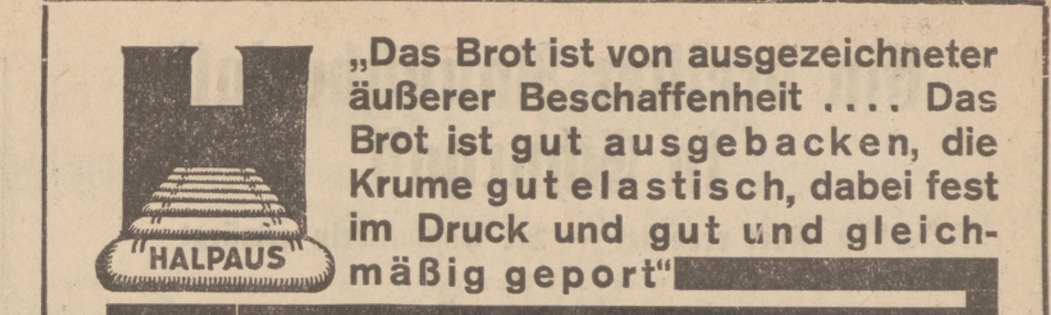 HALPAUS
„Das Brot ist von ausgezeichneter
äußerer Beschaffenheit .... Das
Brot ist gut ausgebacken, die
Krume gut elastisch, dabei fest
im Druck und gut und gleich-
mäßig geport“